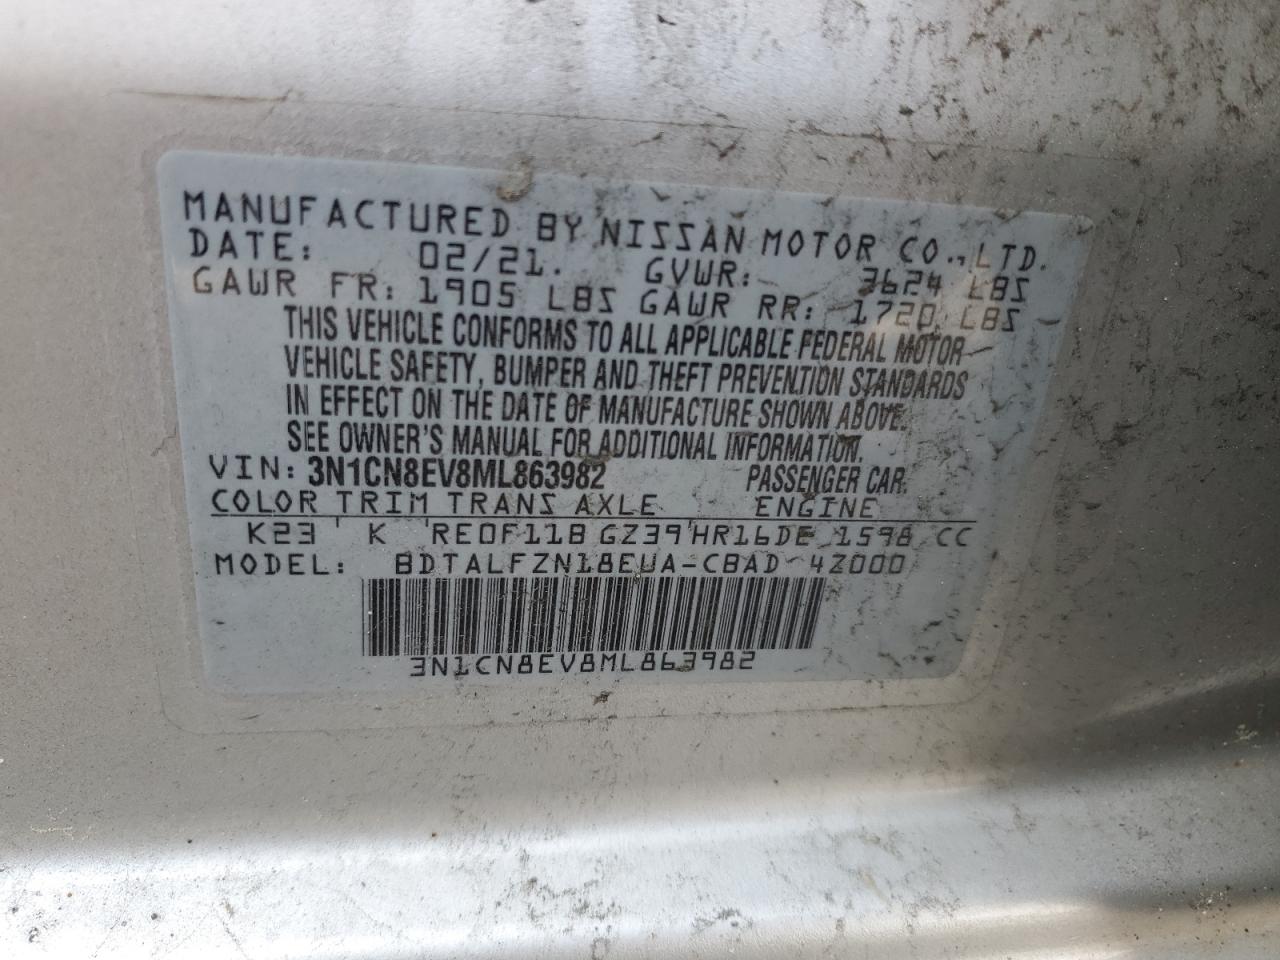 MANUFACTURED BY NISSAN MOTOR CO., LTD.
DATE: 02/21. GVWR: 3624 LBS
GAWR FR: 1905 LBS GAWR RR: 1720 LBS
THIS VEHICLE CONFORMS TO ALL APPLICABLE FEDERAL MOTOR
VEHICLE SAFETY, BUMPER AND THEFT PREVENTION STANDARDS
IN EFFECT ON THE DATE OF MANUFACTURE SHOWN ABOVE.
SEE OWNER'S MANUAL FOR ADDITIONAL INFORMATION.
VIN: 3N1CN8EV8ML863982 PASSENGER CAR.
COLOR TRIM TRANS AXLE ENGINE
K23 K RE0F11B GZ39 HR16DE 1598 CC
MODEL: BDTALFZN18EUA-CBAD 4Z000
3N1CN8EV8ML863982